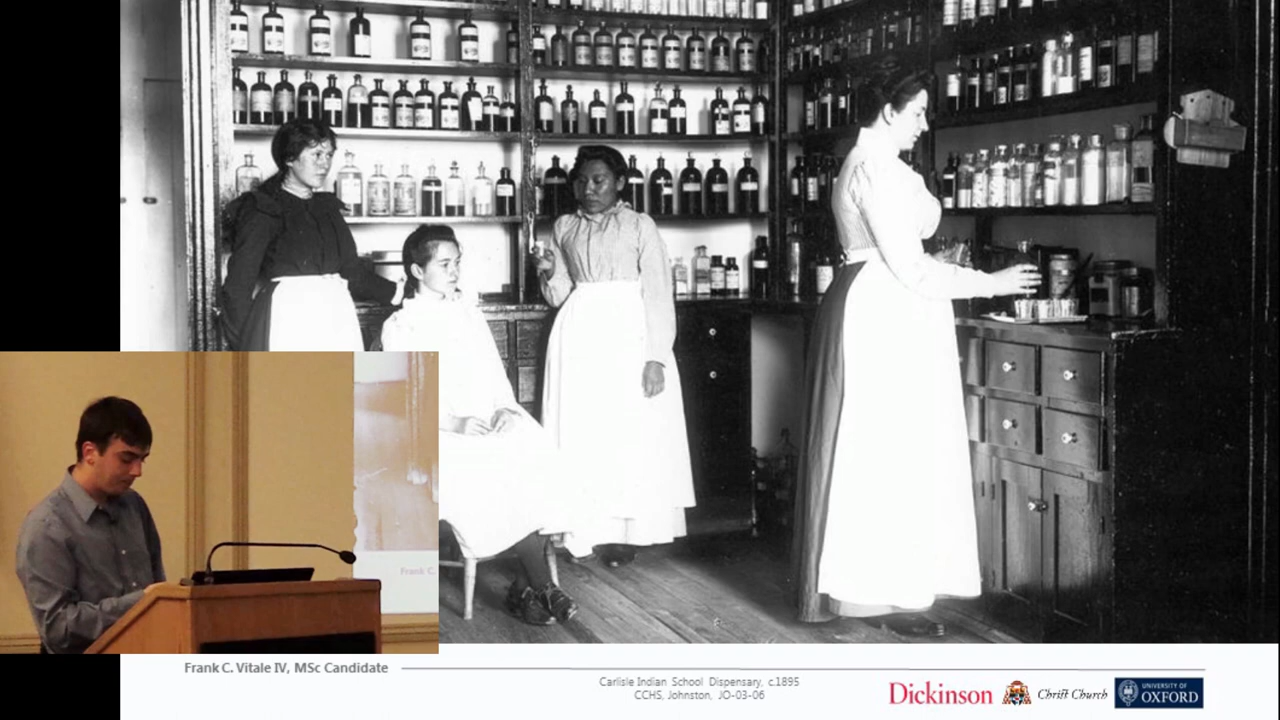 Frank C.
Frank C. Vitale IV, MSc Candidate
Carlisle Indian School Dispensary, c.1895
CCHS, Johnston, JO-03-06
Dickinson
Christ Church
UNIVERSITY OF
OXFORD